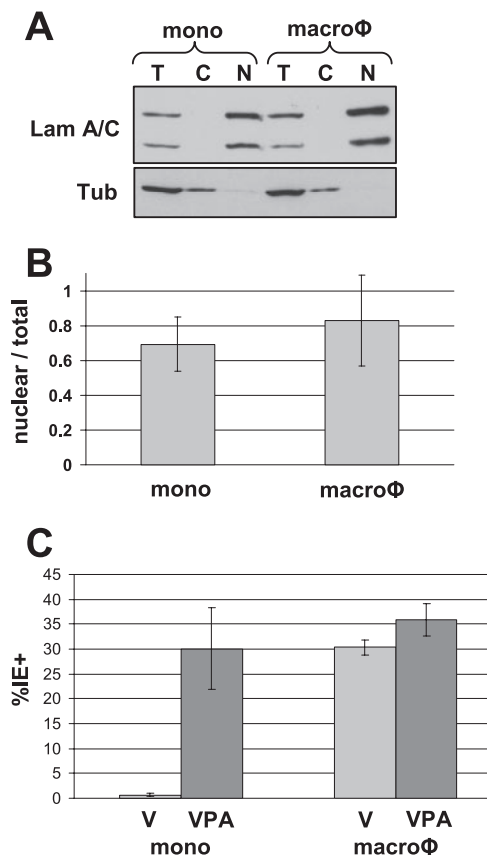 A
mono macroΦ
T C N T C N
Lam A/C
Tub
B
nuclear / total
1
0.8
0.6
0.4
0.2
0
mono macroΦ
C
%IE+
45
40
35
30
25
20
15
10
5
0
V VPA V VPA
mono macroΦ